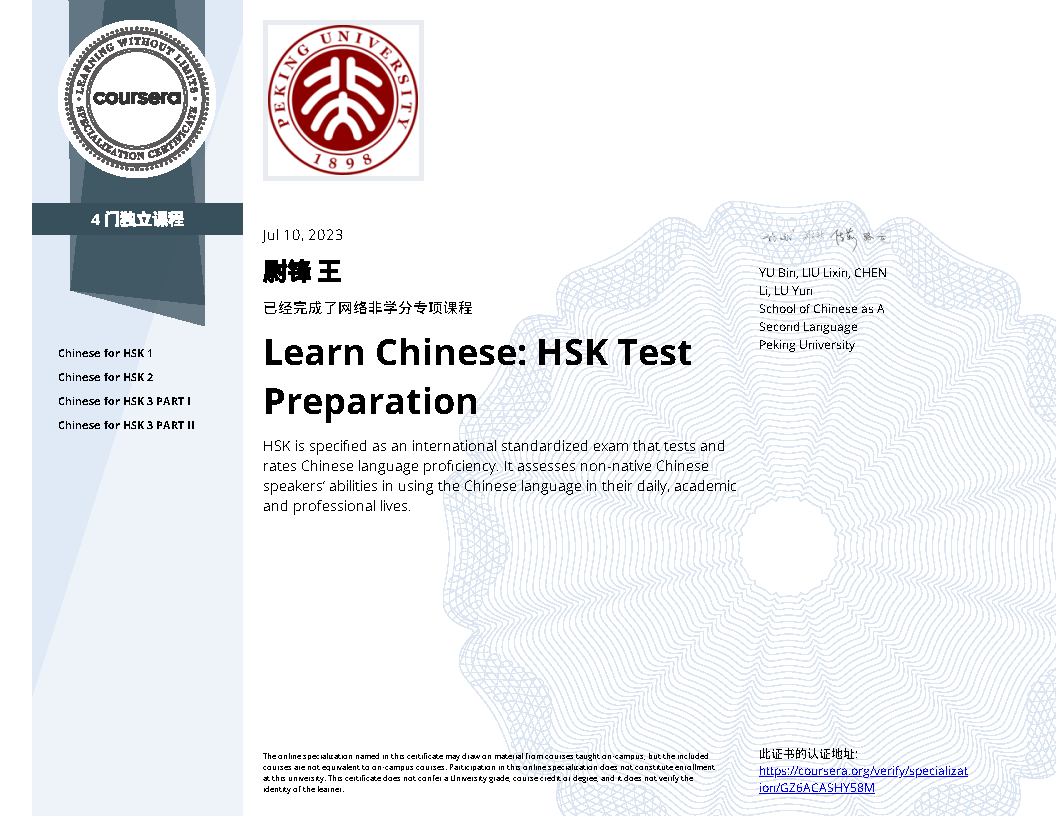 LEARNING WITHOUT LIMITS
coursera
SPECIALIZATION CERTIFICATE
4 门独立课程
Chinese for HSK 1
Chinese for HSK 2
Chinese for HSK 3 PART I
Chinese for HSK 3 PART II
PEKING UNIVERSITY
1898
Jul 10, 2023
尉锋 王
已经完成了网络非学分专项课程
Learn Chinese: HSK Test
Preparation
HSK is specified as an international standardized exam that tests and
rates Chinese language proficiency. It assesses non-native Chinese
speakers’ abilities in using the Chinese language in their daily, academic
and professional lives.
YU Bin, LIU Lixin, CHEN
Li, LU Yun
School of Chinese as A
Second Language
Peking University
The online specialization named in this certificate may draw on material from courses taught on-campus, but the included
courses are not equivalent to on-campus courses. Participation in this online specialization does not constitute enrollment
at this university. This certificate does not confer a University grade, course credit or degree, and it does not verify the
identity of the learner.
此证书的认证地址:
https://coursera.org/verify/specializat
ion/GZ6ACASHY58M